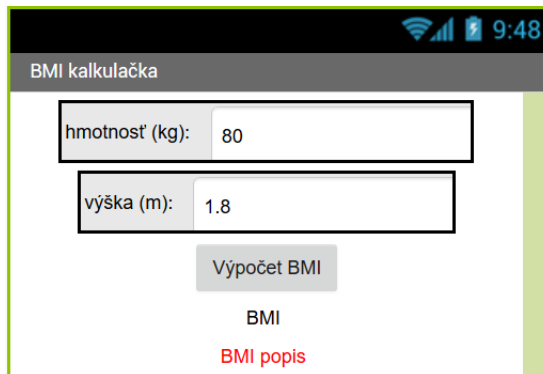 9:48
BMI kalkulačka
hmotnosť (kg): 80
výška (m): 1.8
Výpočet BMI
BMI
BMI popis